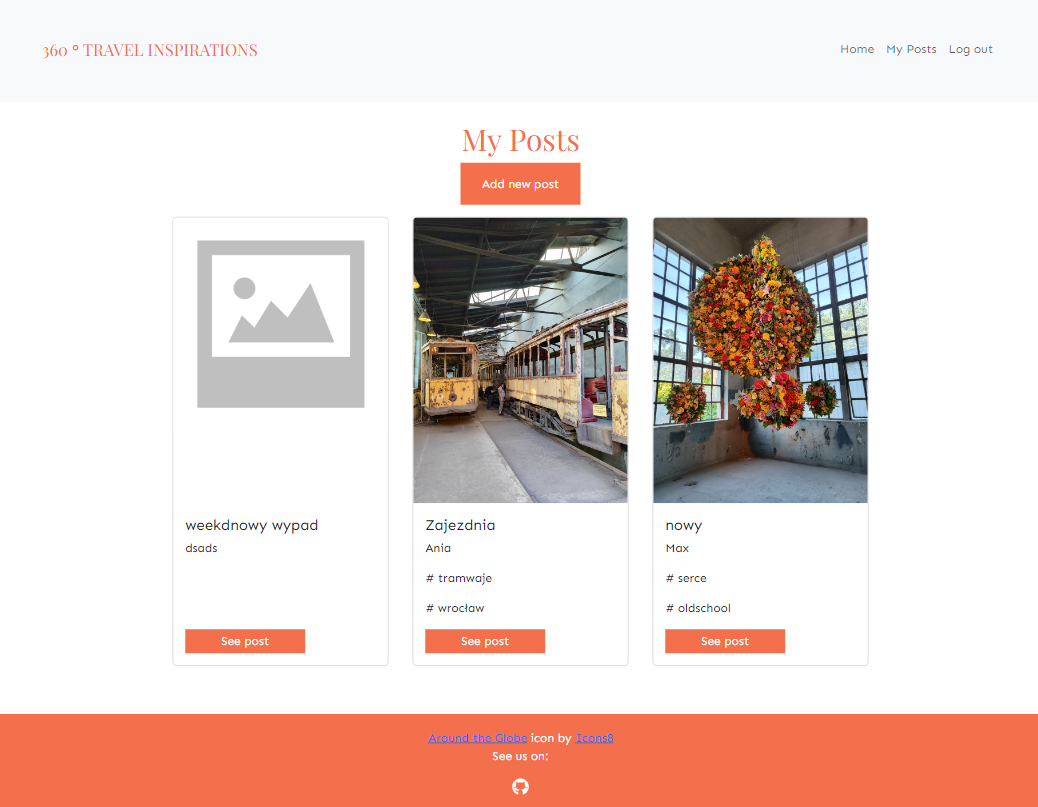 360 ° TRAVEL INSPIRATIONS
Home My Posts Log out
My Posts
Add new post
weekdnowy wypad
dsads
See post
Zajezdnia
Ania
# tramwaje
# wrocław
See post
nowy
Max
# serce
# oldschool
See post
Around the Globe icon by Icons8
See us on: